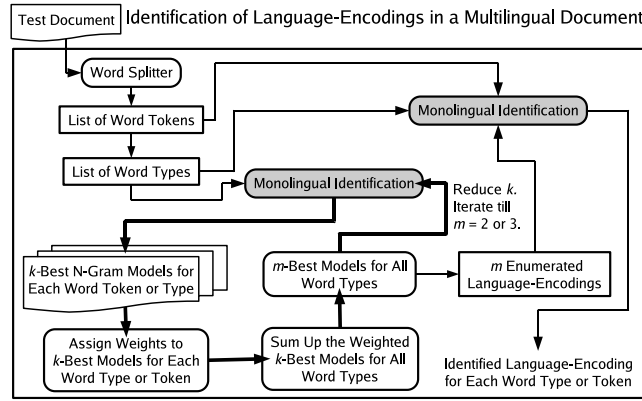 Test Document
Identification of Language-Encodings in a Multilingual Document
Word Splitter
List of Word Tokens
Monolingual Identification
List of Word Types
Monolingual Identification
Reduce k.
Iterate till
m = 2 or 3.
k-Best N-Gram Models for
Each Word Token or Type
m-Best Models for All
Word Types
m Enumerated
Language-Encodings
Assign Weights to
k-Best Models for Each
Word Type or Token
Sum Up the Weighted
k-Best Models for All
Word Types
Identified Language-Encoding
for Each Word Type or Token